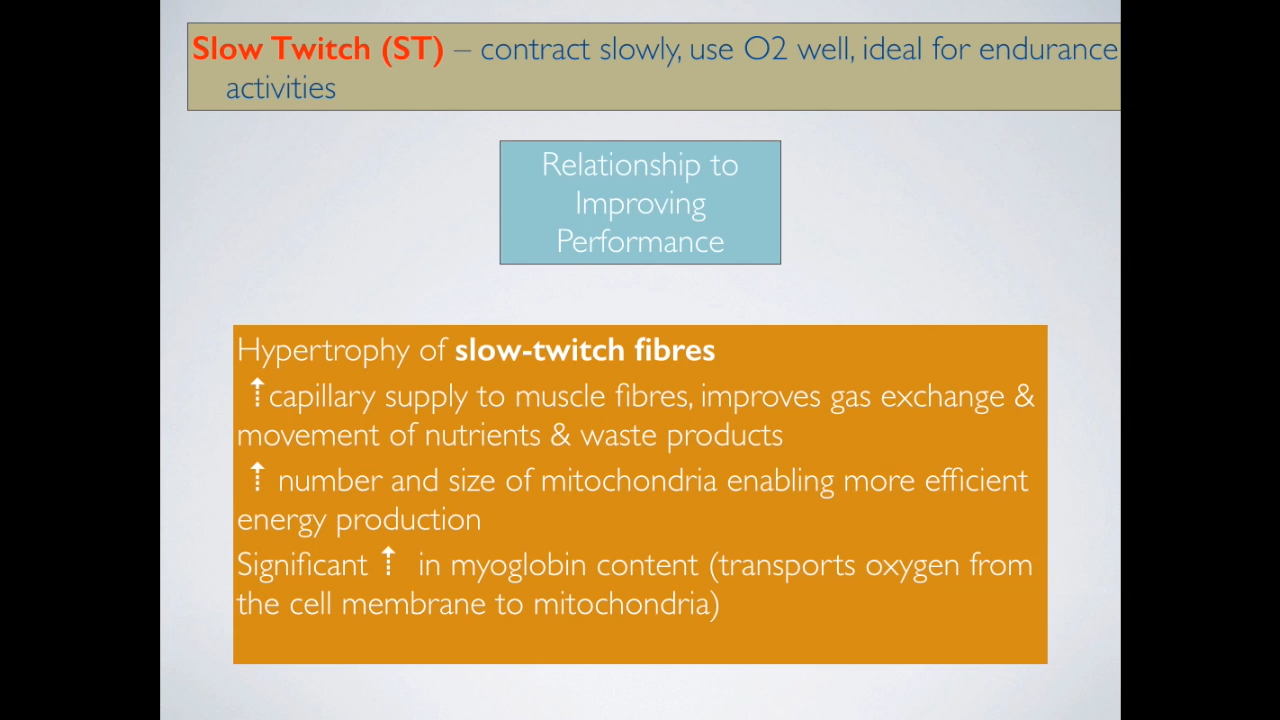 Slow Twitch (ST) – contract slowly, use O2 well, ideal for endurance
activities
Relationship to
Improving
Performance
Hypertrophy of slow-twitch fibres
⇡capillary supply to muscle fibres, improves gas exchange &
movement of nutrients & waste products
⇡ number and size of mitochondria enabling more efficient
energy production
Significant ⇡ in myoglobin content (transports oxygen from
the cell membrane to mitochondria)